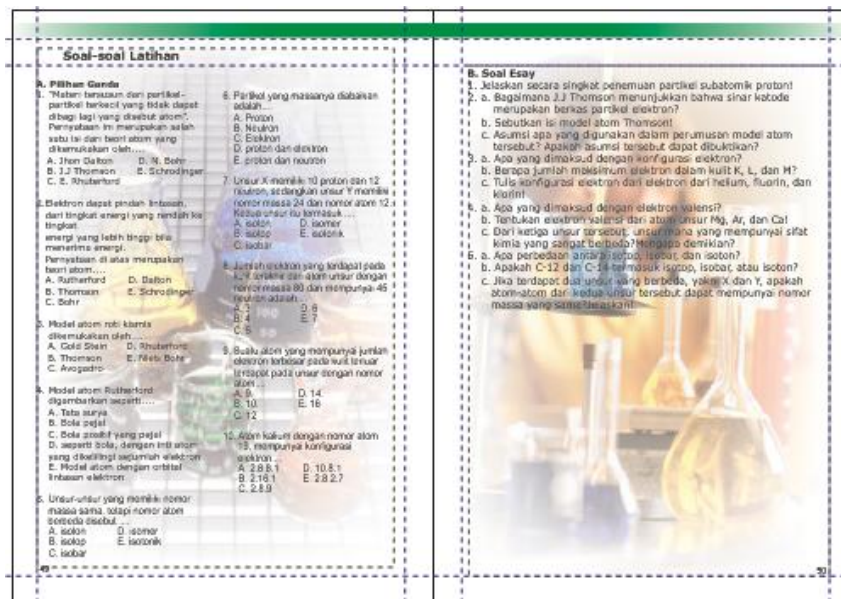 Soal-soal Latihan
A. Pilihan Ganda
1. "Materi tersusun dari partikel-
partikel terkecil yang tidak dapat
dibagi lagi yang disebut atom".
Pernyataan ini merupakan salah
satu isi dari teori atom yang
dikemukakan oleh....
A. Jhon Dalton D. N. Bohr
B. J.J Thomson E. Schrodinger
C. E. Rhuterford
2. Elektron dapat pindah lintasan,
dari tingkat energi yang rendah ke
tingkat
energi yang lebih tinggi bila
menerima energi.
Pernyataan di atas merupakan
teori atom....
A. Rutherford D. Dalton
B. Thomson E. Schrodinger
C. Bohr
3. Model atom roti kismis
dikemukakan oleh....
A. Gold Stein D. Rhuterford
B. Thomson E. Niels Bohr
C. Avogadro
4. Model atom Rutherford
digambarkan seperti....
A. Tata surya
B. Bola pejal
C. Bola positif yang pejal
D. seperti bola, dengan inti atom
yang dikelilingi sejumlah elektron
E. Model atom dengan orbital
lintasan elektron
5. Unsur-unsur yang memiliki nomor
massa sama, tetapi nomor atom
berbeda disebut ....
A. isoton D. isomer
B. isotop E. isotonik
C. isobar
49
6. Partikel yang massanya diabaikan
adalah....
A. Proton
B. Neutron
C. Elektron
D. proton dan elektron
E. proton dan neutron
7. Unsur X memiliki 10 proton dan 12
neutron, sedangkan unsur Y memiliki
nomor massa 24 dan nomor atom 12.
Kedua unsur itu termasuk ....
A. isoton D. isomer
B. isotop E. isotonik
C. isobar
8. Jumlah elektron yang terdapat pada
kulit terakhir dari atom unsur dengan
nomor massa 80 dan mempunyai 45
neutron adalah ..
A. 3 D. 6
B. 4 E. 7
C. 5
9. Suatu atom yang mempunyai jumlah
elektron terbesar pada kulit terluar
terdapat pada unsur dengan nomor
atom ...
A. 9. D. 14.
B. 10. E. 16
C. 12
10. Atom kalium dengan nomor atom
19, mempunyai konfigurasi
elektron ...
A. 2.8.8.1 D. 10.8.1
B. 2.16.1 E. 2.8.2.7
C. 2.8.9
B. Soal Esay
1. Jelaskan secara singkat penemuan partikel subatomik proton!
2. a. Bagaimana J.J Thomson menunjukkan bahwa sinar katode
merupakan berkas partikel elektron?
b. Sebutkan isi model atom Thomson!
c. Asumsi apa yang digunakan dalam perumusan model atom
tersebut? Apakah asumsi tersebut dapat dibuktikan?
3. a. Apa yang dimaksud dengan konfigurasi elektron?
b. Berapa jumlah maksimum elektron dalam kulit K, L, dan M?
c. Tulis konfigurasi elektron dari elektron dari helium, fluorin, dan
klorin!
4. a. Apa yang dimaksud dengan elektron valensi?
b. Tentukan elektron valensi dari atom unsur Mg, Ar, dan Ca!
c. Dari ketiga unsur tersebut, unsur mana yang mempunyai sifat
kimia yang sangat berbeda? Mengapa demikian?
5. a. Apa perbedaan antara isotop, isobar, dan isoton?
b. Apakah C-12 dan C-14 termasuk isotop, isobar, atau isoton?
c. Jika terdapat dua unsur yang berbeda, yakni X dan Y, apakah
atom-atom dari kedua unsur tersebut dapat mempunyai nomor
massa yang sama? Jelaskan!
50